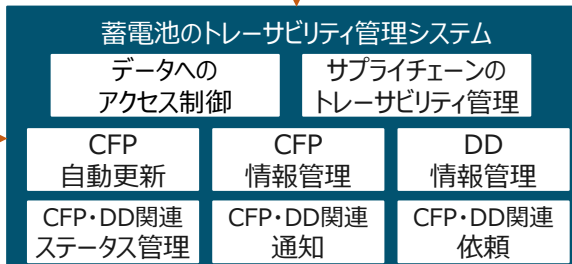 蓄電池のトレーサビリティ管理システム
データへの
アクセス制御
サプライチェーンの
トレーサビリティ管理
CFP
自動更新
CFP
情報管理
DD
情報管理
CFP・DD関連
ステータス管理
CFP・DD関連
通知
CFP・DD関連
依頼